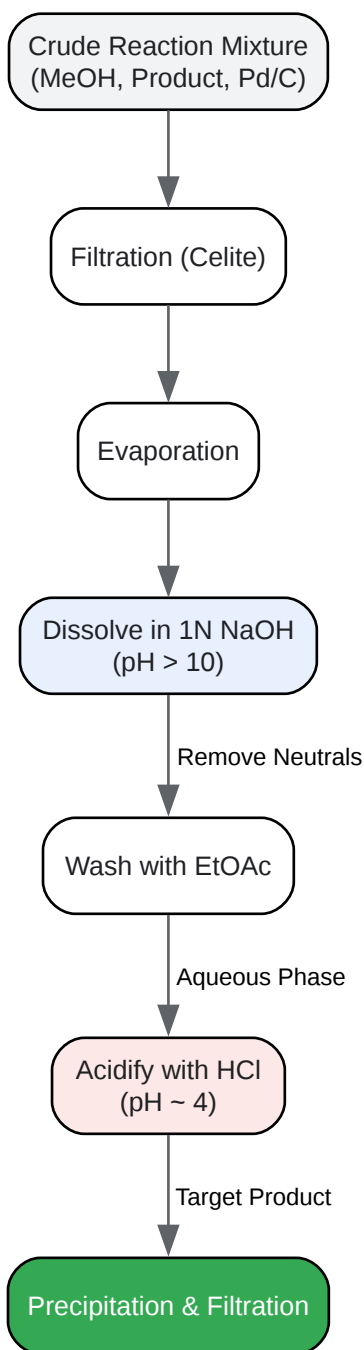 Crude Reaction Mixture
(MeOH, Product, Pd/C)
Filtration (Celite)
Evaporation
Dissolve in 1N NaOH
(pH > 10)
Remove Neutrals
Wash with EtOAc
Aqueous Phase
Acidify with HCl
(pH ~ 4)
Target Product
Precipitation & Filtration